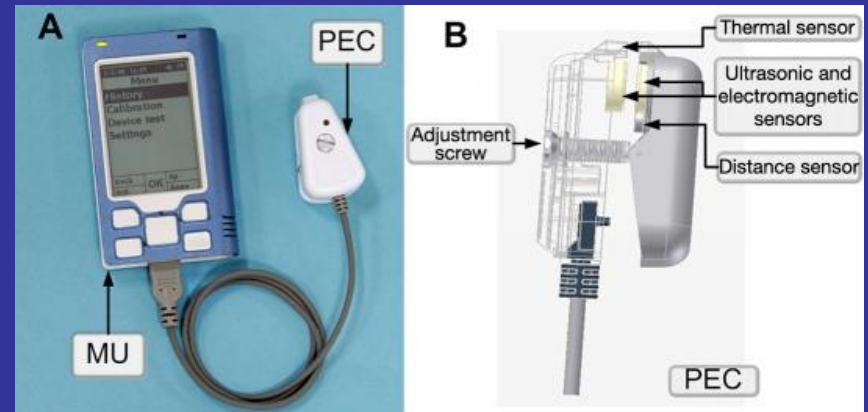 A
PEC
Menu
History
Calibration
Device test
Settings
OK
MU
B
Thermal sensor
Ultrasonic and
electromagnetic
sensors
Adjustment
screw
Distance sensor
PEC